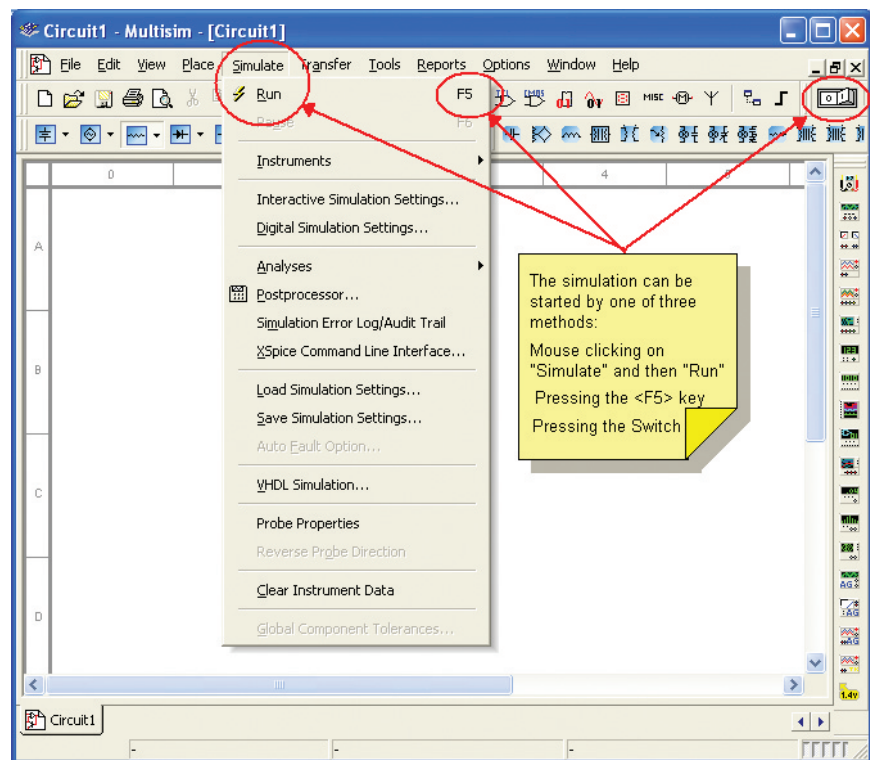 Circuit1 - Multisim - [Circuit1]
File Edit View Place Simulate Transfer Tools Reports Options Window Help
Run F5
MISC
Pause F6
Instruments
0 4
Interactive Simulation Settings...
Digital Simulation Settings...
A
Analyses
Postprocessor...
Simulation Error Log/Audit Trail
XSpice Command Line Interface...
B
Load Simulation Settings...
Save Simulation Settings...
Auto Fault Option...
VHDL Simulation...
C
Probe Properties
Reverse Probe Direction
Clear Instrument Data
D
Global Component Tolerances...
The simulation can be
started by one of three
methods:
Mouse clicking on
"Simulate" and then "Run"
Pressing the <F5> key
Pressing the Switch
AG
AG
AG
1.4v
Circuit1